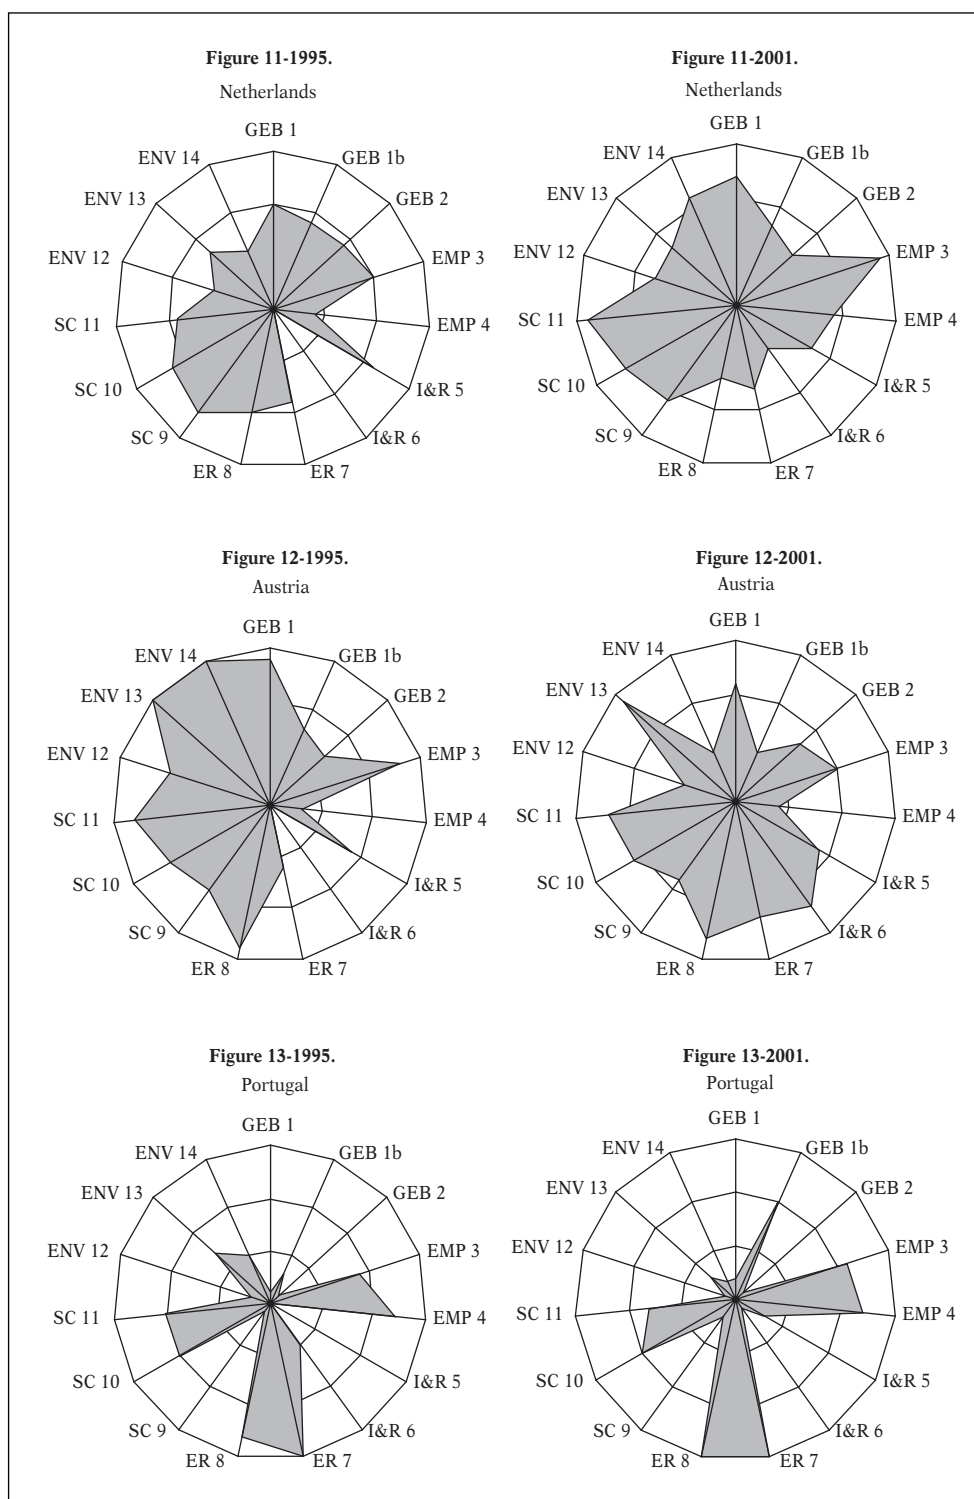 Figure 11-1995.
Netherlands
GEB 1
GEB 1b
GEB 2
EMP 3
EMP 4
I&R 5
I&R 6
ER 7
ER 8
SC 9
SC 10
SC 11
ENV 12
ENV 13
ENV 14
Figure 11-2001.
Netherlands
GEB 1
GEB 1b
GEB 2
EMP 3
EMP 4
I&R 5
I&R 6
ER 7
ER 8
SC 9
SC 10
SC 11
ENV 12
ENV 13
ENV 14
Figure 12-1995.
Austria
GEB 1
GEB 1b
GEB 2
EMP 3
EMP 4
I&R 5
I&R 6
ER 7
ER 8
SC 9
SC 10
SC 11
ENV 12
ENV 13
ENV 14
Figure 12-2001.
Austria
GEB 1
GEB 1b
GEB 2
EMP 3
EMP 4
I&R 5
I&R 6
ER 7
ER 8
SC 9
SC 10
SC 11
ENV 12
ENV 13
ENV 14
Figure 13-1995.
Portugal
GEB 1
GEB 1b
GEB 2
EMP 3
EMP 4
I&R 5
I&R 6
ER 7
ER 8
SC 9
SC 10
SC 11
ENV 12
ENV 13
ENV 14
Figure 13-2001.
Portugal
GEB 1
GEB 1b
GEB 2
EMP 3
EMP 4
I&R 5
I&R 6
ER 7
ER 8
SC 9
SC 10
SC 11
ENV 12
ENV 13
ENV 14